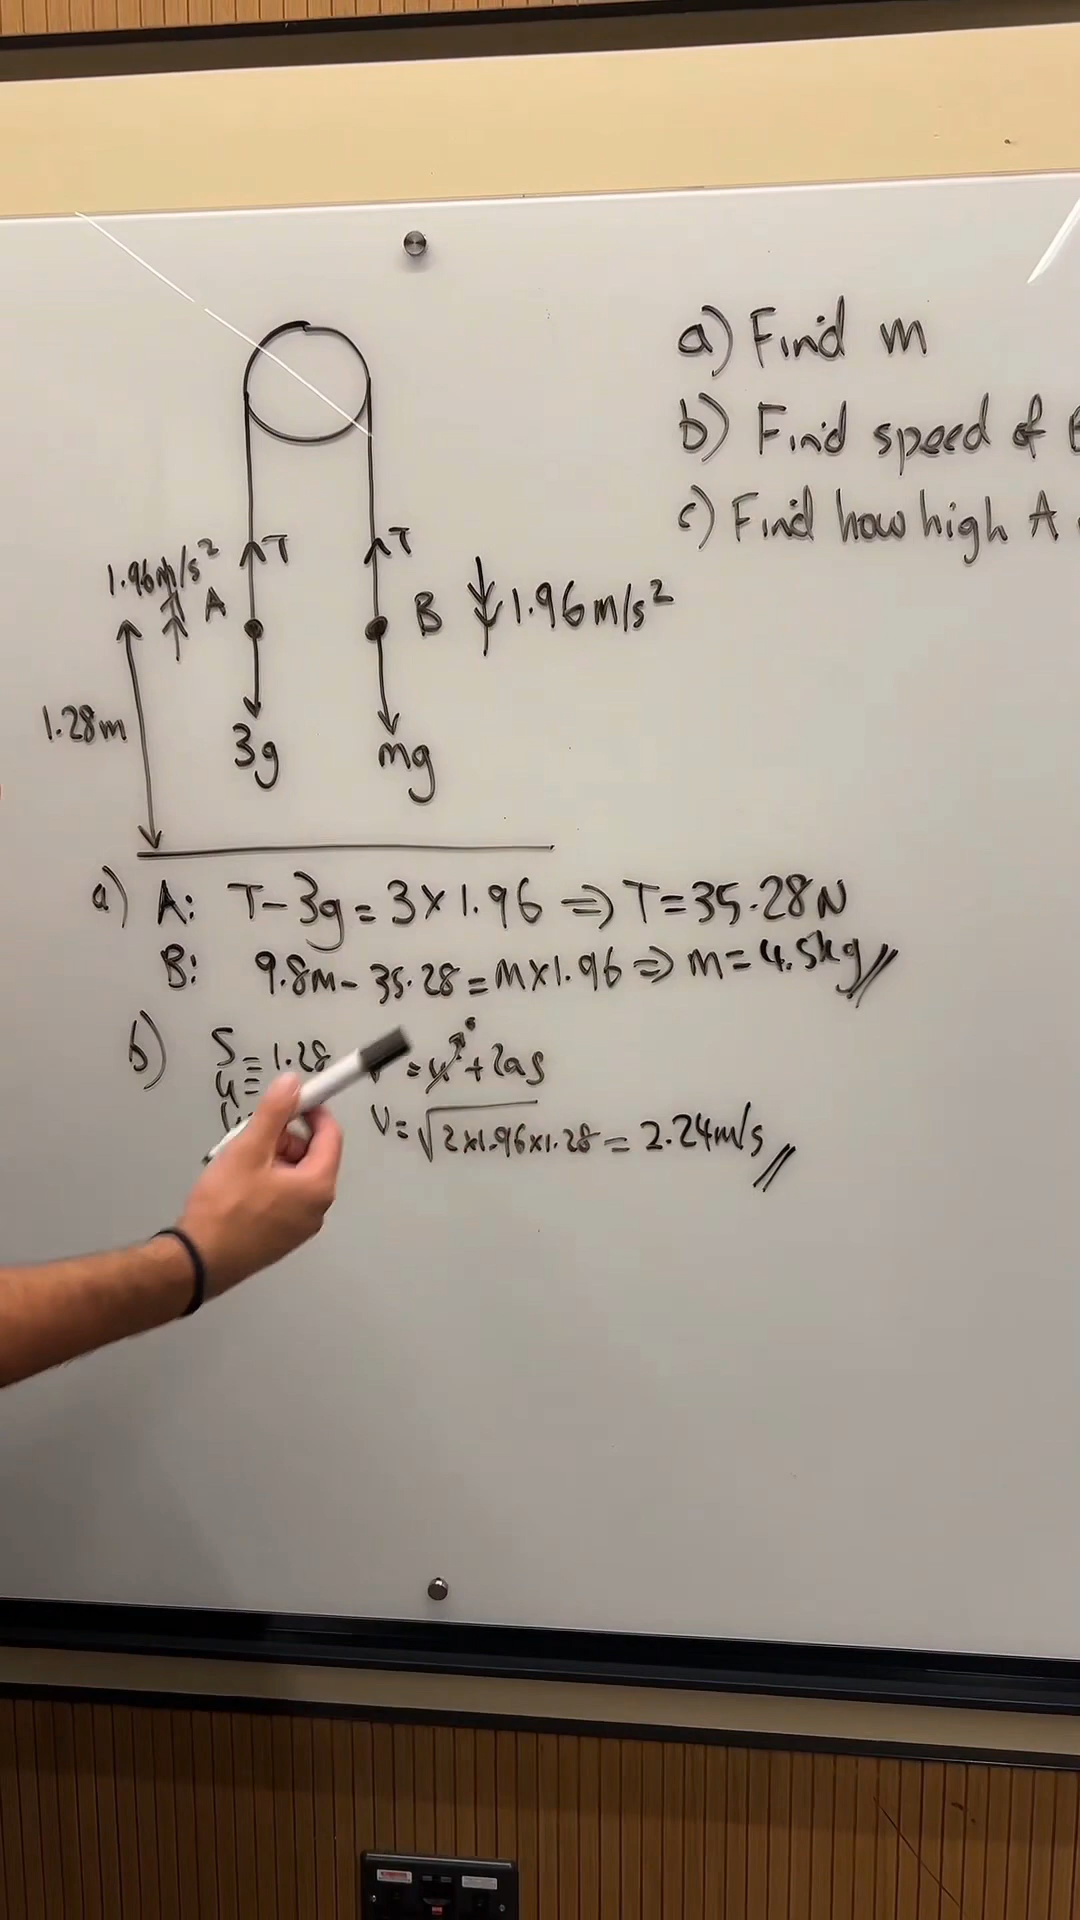 a) Find m
b) Find speed of
c) Find how high A
T
T
1.96m/s²
A
B
1.96m/s²
1.28m
3g
mg
a) A: T-3g=3×1.96 ⇒ T=35.28N
B: 9.8m-35.28=m×1.96 ⇒ m=4.5kg //
b) S=1.28
u=
=u²⁰+2as
V=√2×1.96×1.28 = 2.24m/s //